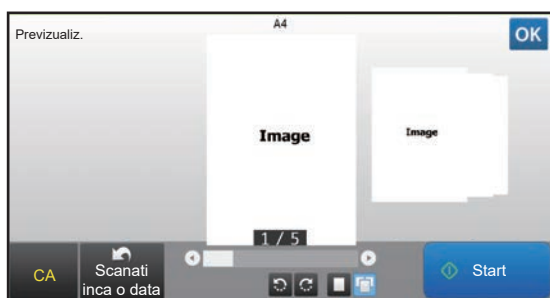 A4
Previzualiz.
OK
Image
Image
1 / 5
CA
Scanati
inca o data
Start